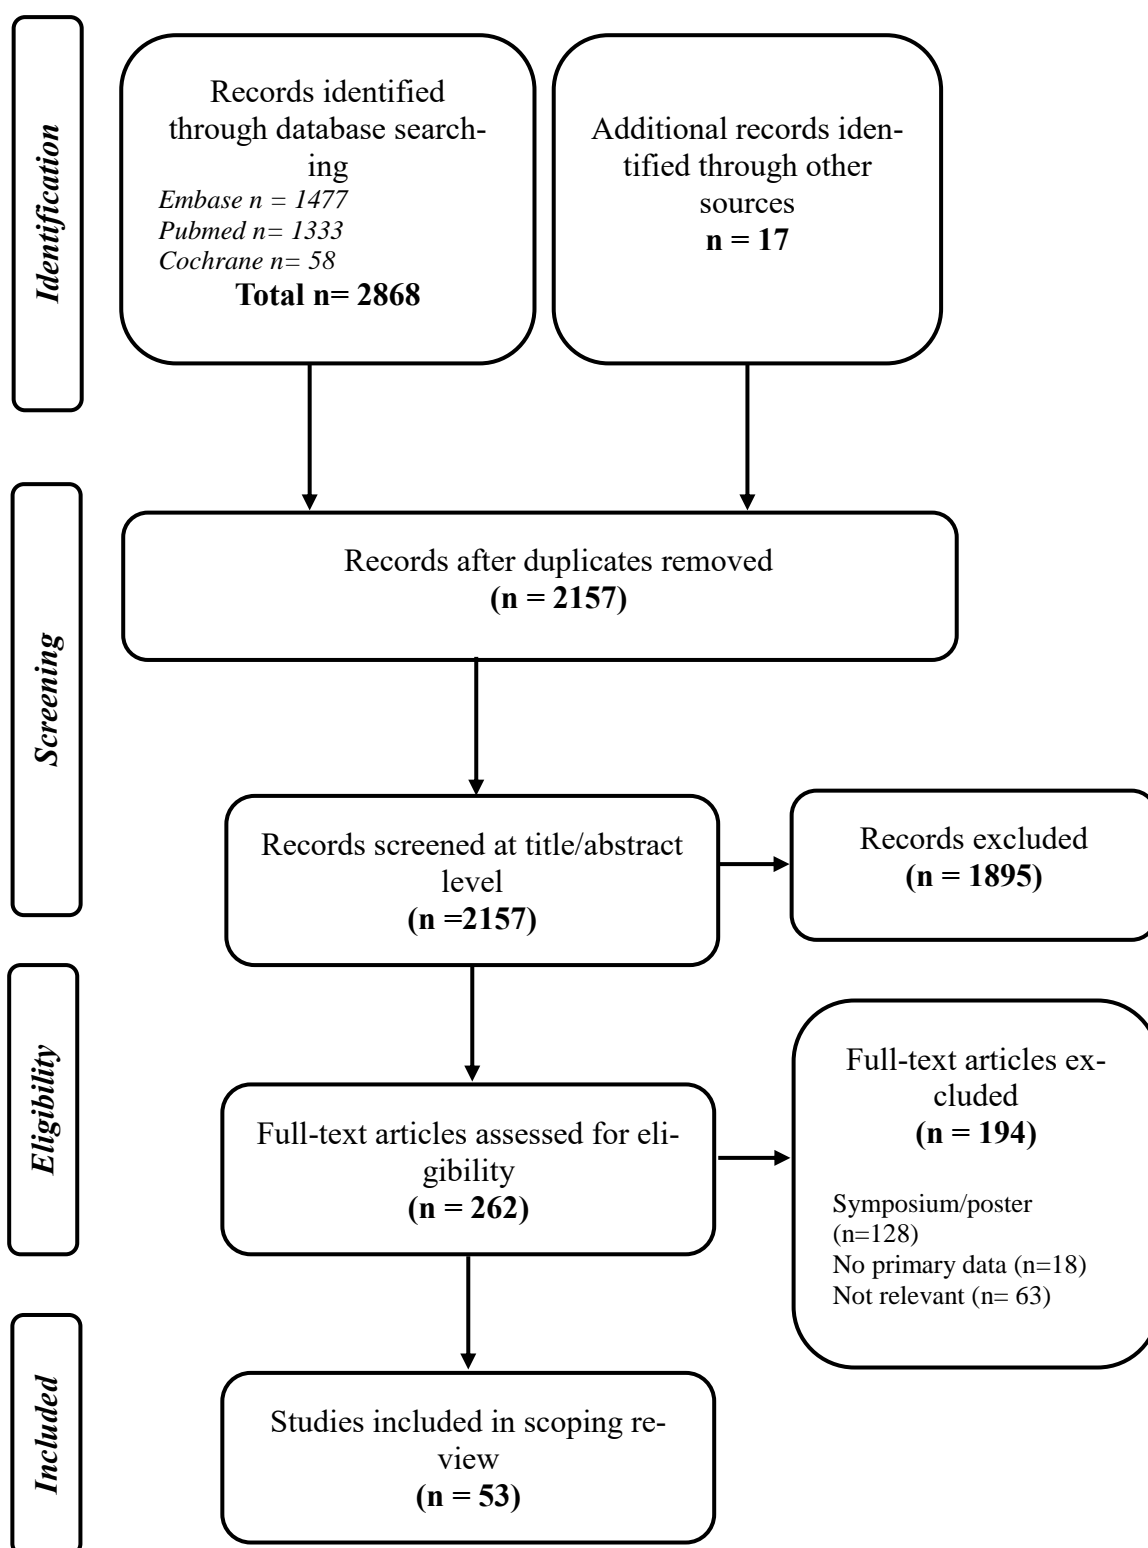 Identification
Records identified
through database search-
ing
Embase n = 1477
Pubmed n= 1333
Cochrane n= 58
Total n= 2868
Additional records iden-
tified through other
sources
n = 17
Screening
Records after duplicates removed
(n = 2157)
Records screened at title/abstract
level
(n =2157)
Records excluded
(n = 1895)
Eligibility
Full-text articles assessed for eli-
gibility
(n = 262)
Full-text articles ex-
cluded
(n = 194)
Symposium/poster
(n=128)
No primary data (n=18)
Not relevant (n= 63)
Included
Studies included in scoping re-
view
(n = 53)